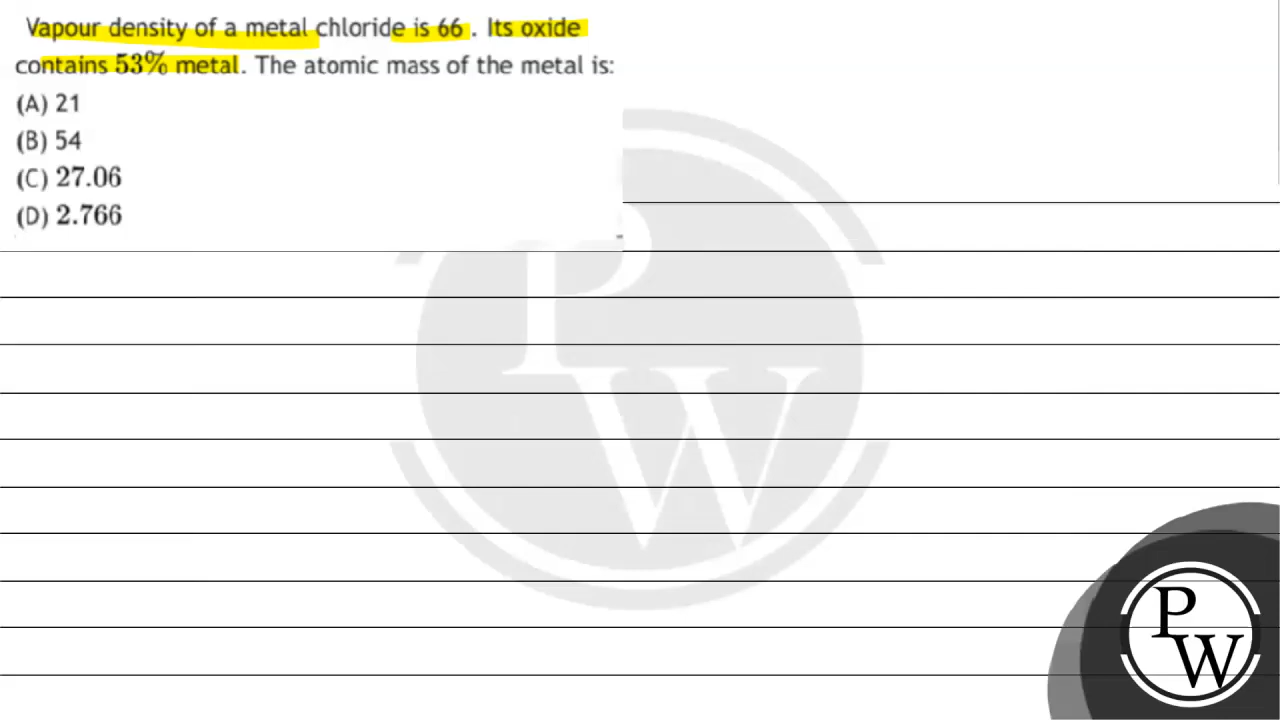 Vapour density of a metal chloride is 66 . Its oxide
contains 53% metal. The atomic mass of the metal is:
(A) 21
(B) 54
(C) 27.06
(D) 2.766
P
W
P
W